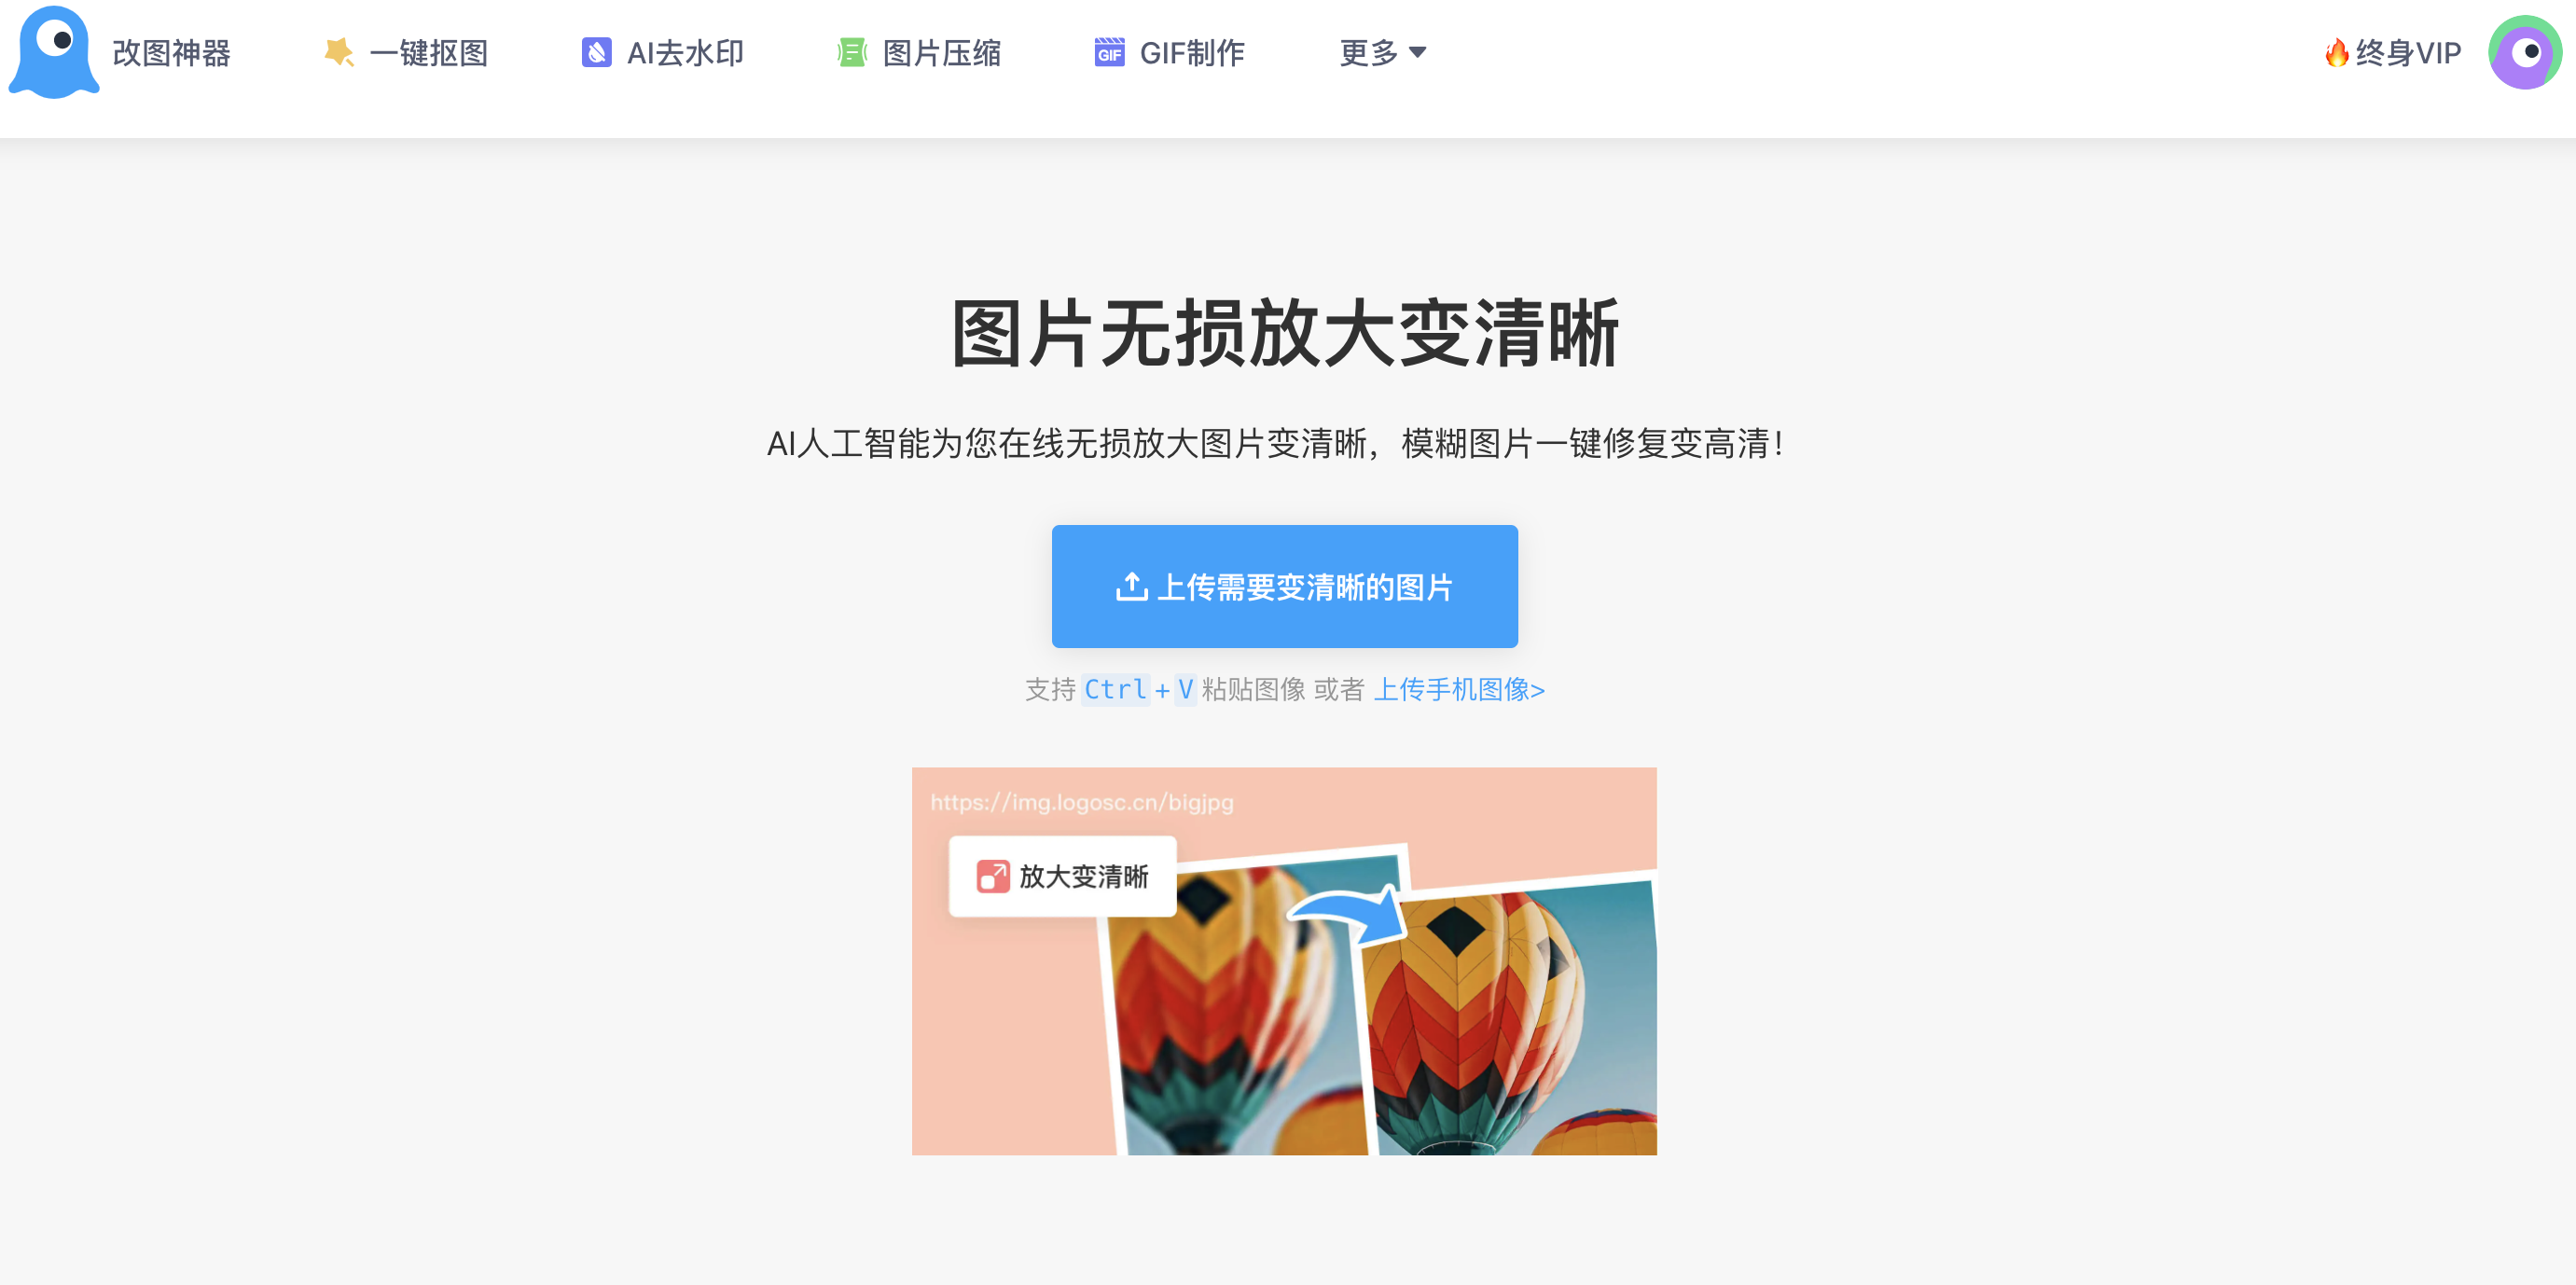 改图神器
一键抠图
AI去水印
图片压缩
GIF
GIF制作
更多
终身VIP
图片无损放大变清晰
AI人工智能为您在线无损放大图片变清晰，模糊图片一键修复变高清！
上传需要变清晰的图片
支持 Ctrl + V 粘贴图像 或者 上传手机图像>
https://img.logosc.cn/bigjpg
放大变清晰